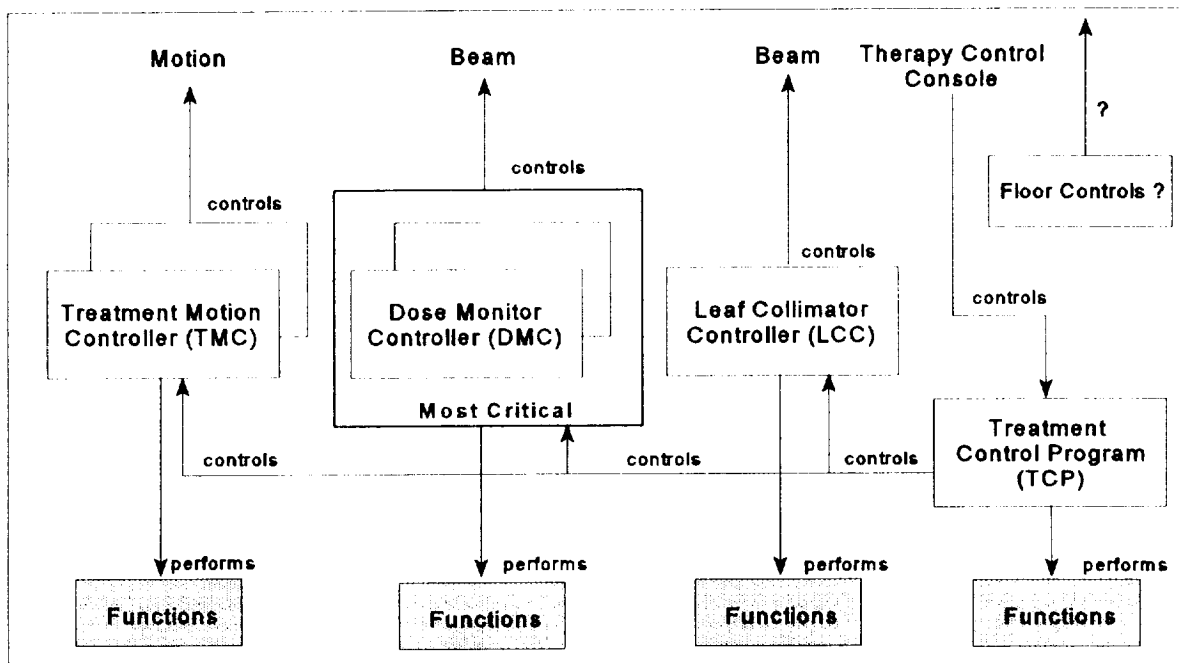 Motion
Beam
Beam
Therapy Control
Console
?
controls
Floor Controls ?
controls
controls
controls
Treatment Motion
Controller (TMC)
Dose Monitor
Controller (DMC)
Leaf Collimator
Controller (LCC)
Most Critical
Treatment
Control Program
(TCP)
controls
controls
controls
performs
performs
performs
performs
Functions
Functions
Functions
Functions